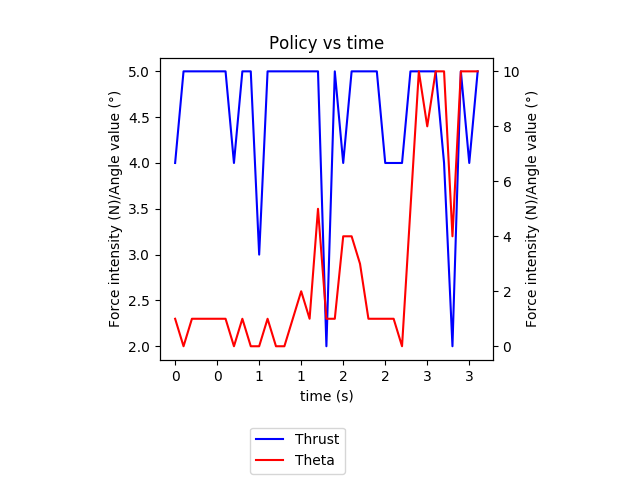 Policy vs time
5.0
4.5
4.0
3.5
3.0
2.5
2.0
Force intensity (N)/Angle value (°)
10
8
6
4
2
0
Force intensity (N)/Angle value (°)
0 0 1 1 2 2 3 3
time (s)
Thrust
Theta